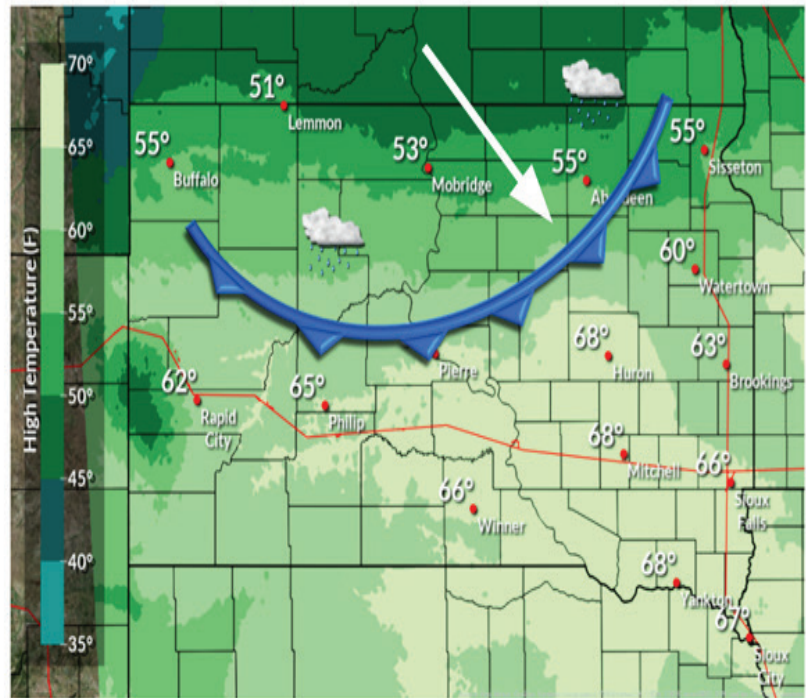 High Temperature (F)
70°
65°
60°
55°
50°
45°
40°
35°
51°
Lemmon
55°
Buffalo
53°
Mobridge
55°
Aberdeen
55°
Sisseton
60°
Watertown
68°
Huron
63°
Brookings
Pierre
62°
Rapid
City
65°
Philip
68°
Mitchell
66°
Sioux
Falls
66°
Winner
68°
Yankton
67°
Sioux
City